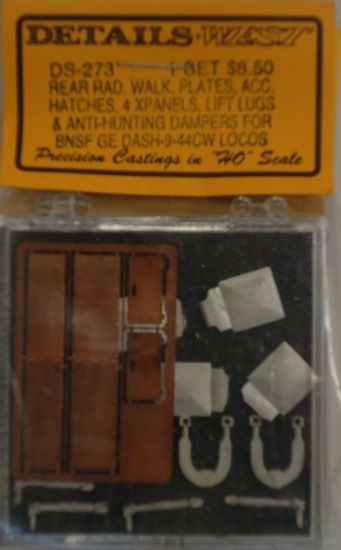 DETAILS WEST
DS-273 1 SET $6.50
REAR RAD. WALK. PLATES, ACC.
HATCHES, 4 XPANELS, LIFT LUGS
& ANTI-HUNTING DAMPERS FOR
BNSF GE DASH-9-44CW LOCOS
Precision Castings in "HO" Scale